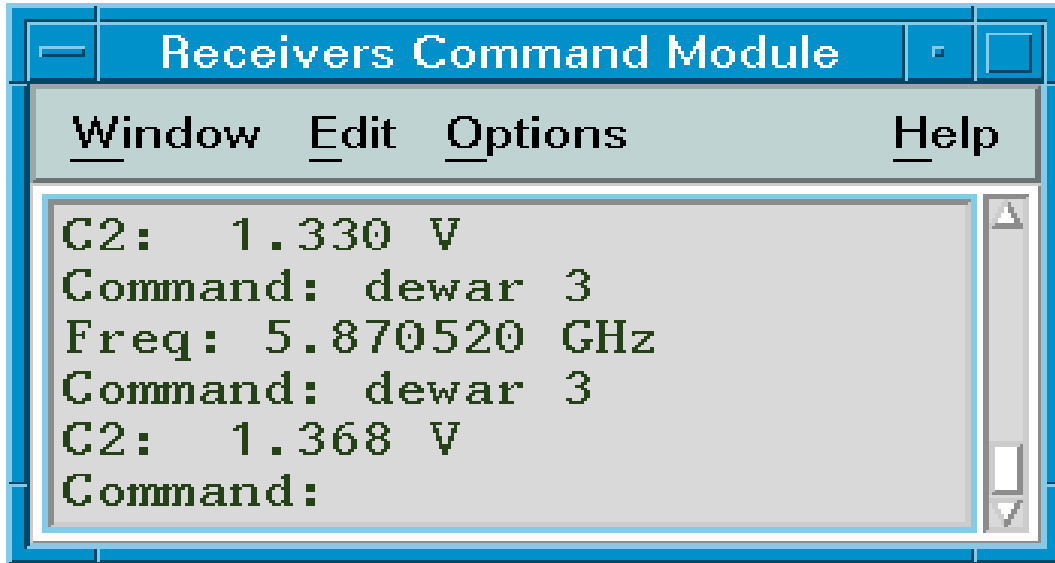 Receivers Command Module
Window Edit Options Help
C2:  1.330 V
Command: dewar 3
Freq: 5.870520 GHz
Command: dewar 3
C2:  1.368 V
Command: